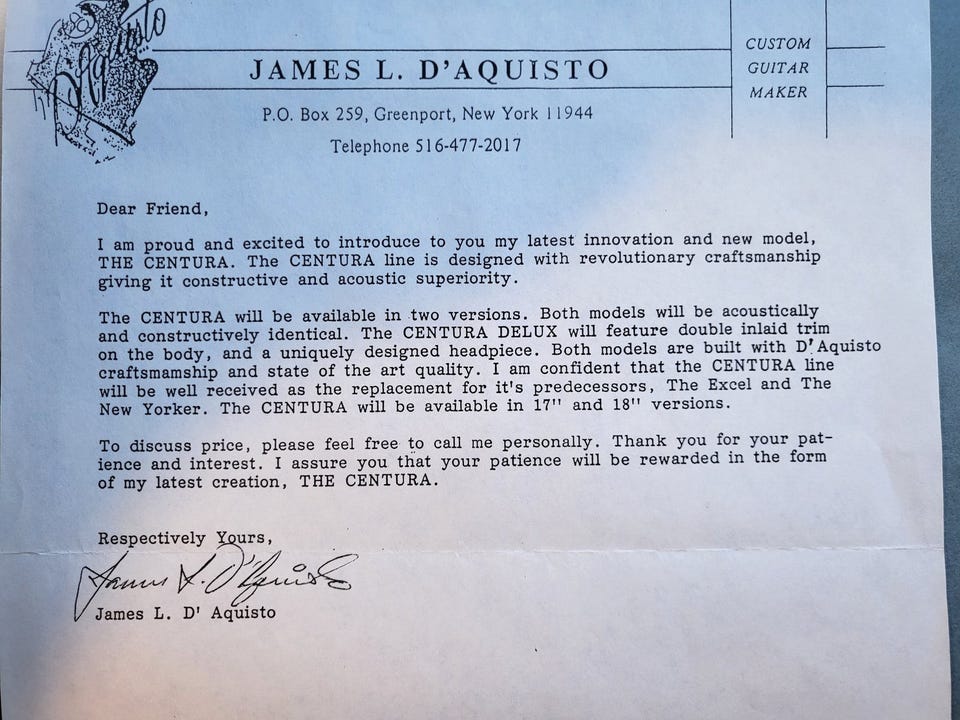 D'Aquisto
JAMES L. D'AQUISTO
CUSTOM
GUITAR
MAKER
P.O. Box 259, Greenport, New York 11944
Telephone 516-477-2017
Dear Friend,
I am proud and excited to introduce to you my latest innovation and new model,
THE CENTURA. The CENTURA line is designed with revolutionary craftsmanship
giving it constructive and acoustic superiority.
The CENTURA will be available in two versions. Both models will be acoustically
and constructively identical. The CENTURA DELUX will feature double inlaid trim
on the body, and a uniquely designed headpiece. Both models are built with D'Aquisto
craftsmamship and state of the art quality. I am confident that the CENTURA line
will be well received as the replacement for it's predecessors, The Excel and The
New Yorker. The CENTURA will be available in 17" and 18" versions.
To discuss price, please feel free to call me personally. Thank you for your pat-
ience and interest. I assure you that your patience will be rewarded in the form
of my latest creation, THE CENTURA.
Respectively Yours,
James L. D'Aquisto
James L. D' Aquisto